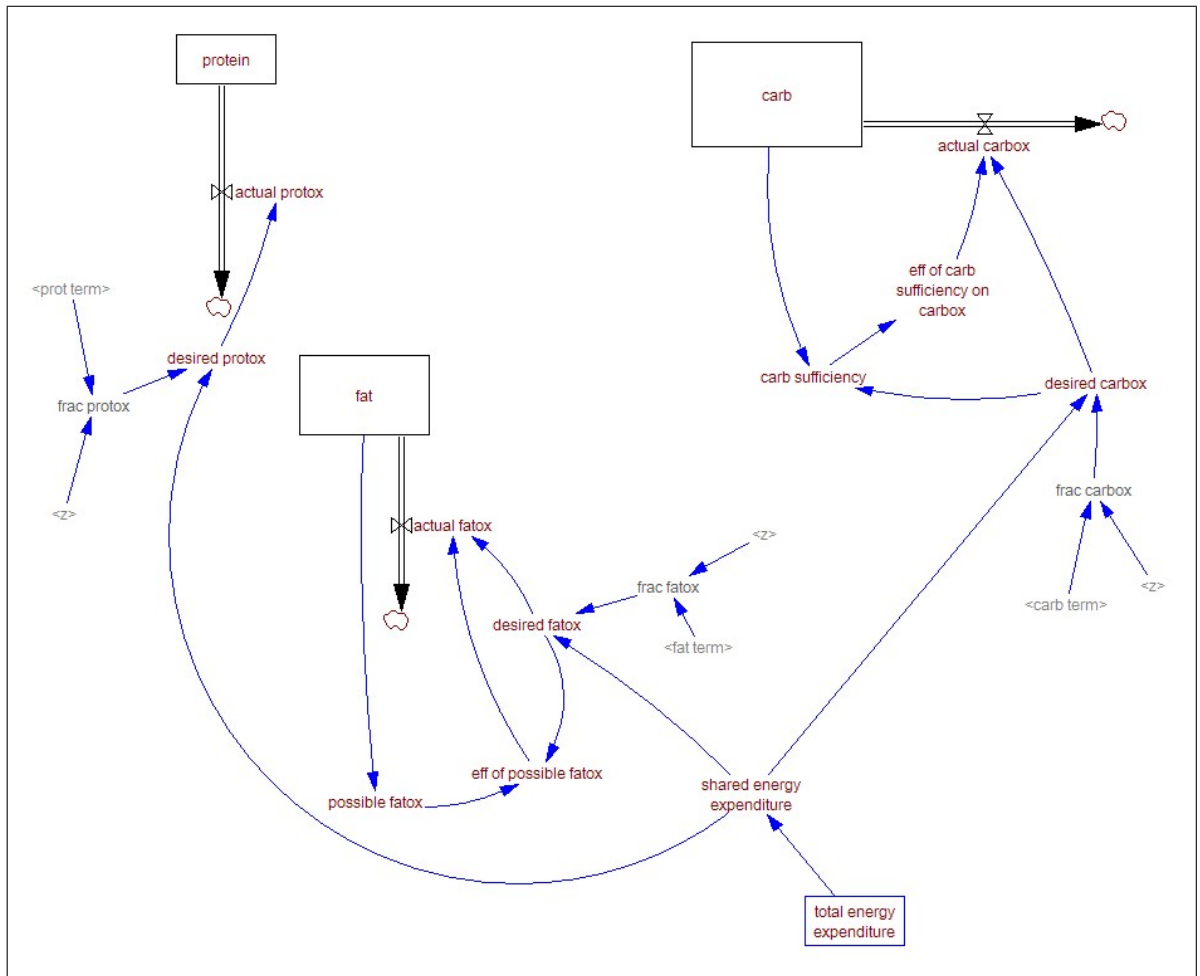 protein
carb
actual carbox
actual protox
eff of carb
sufficiency on
carbox
<prot term>
desired protox
carb sufficiency
desired carbox
fat
frac protox
<z>
frac carbox
actual fatox
<z>
frac fatox
<z>
<carb term>
desired fatox
<fat term>
eff of possible fatox
possible fatox
shared energy
expenditure
total energy
expenditure